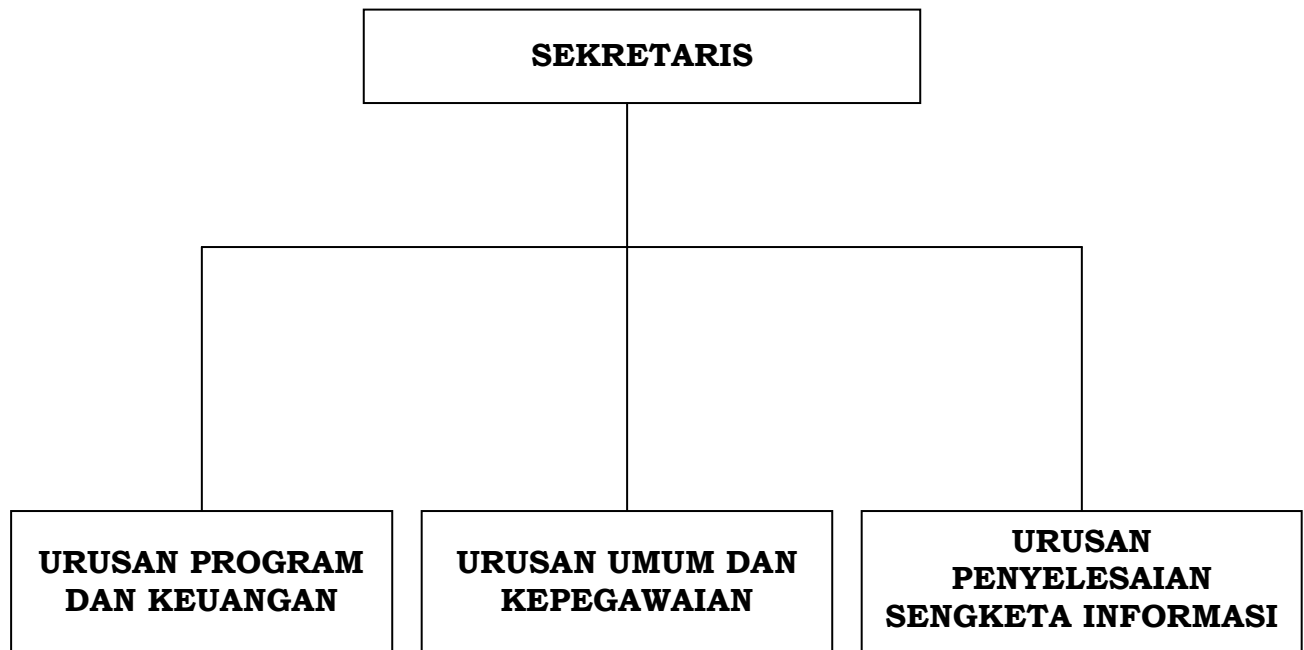 SEKRETARIS
URUSAN PROGRAM
DAN KEUANGAN
URUSAN UMUM DAN
KEPEGAWAIAN
URUSAN
PENYELESAIAN
SENGKETA INFORMASI